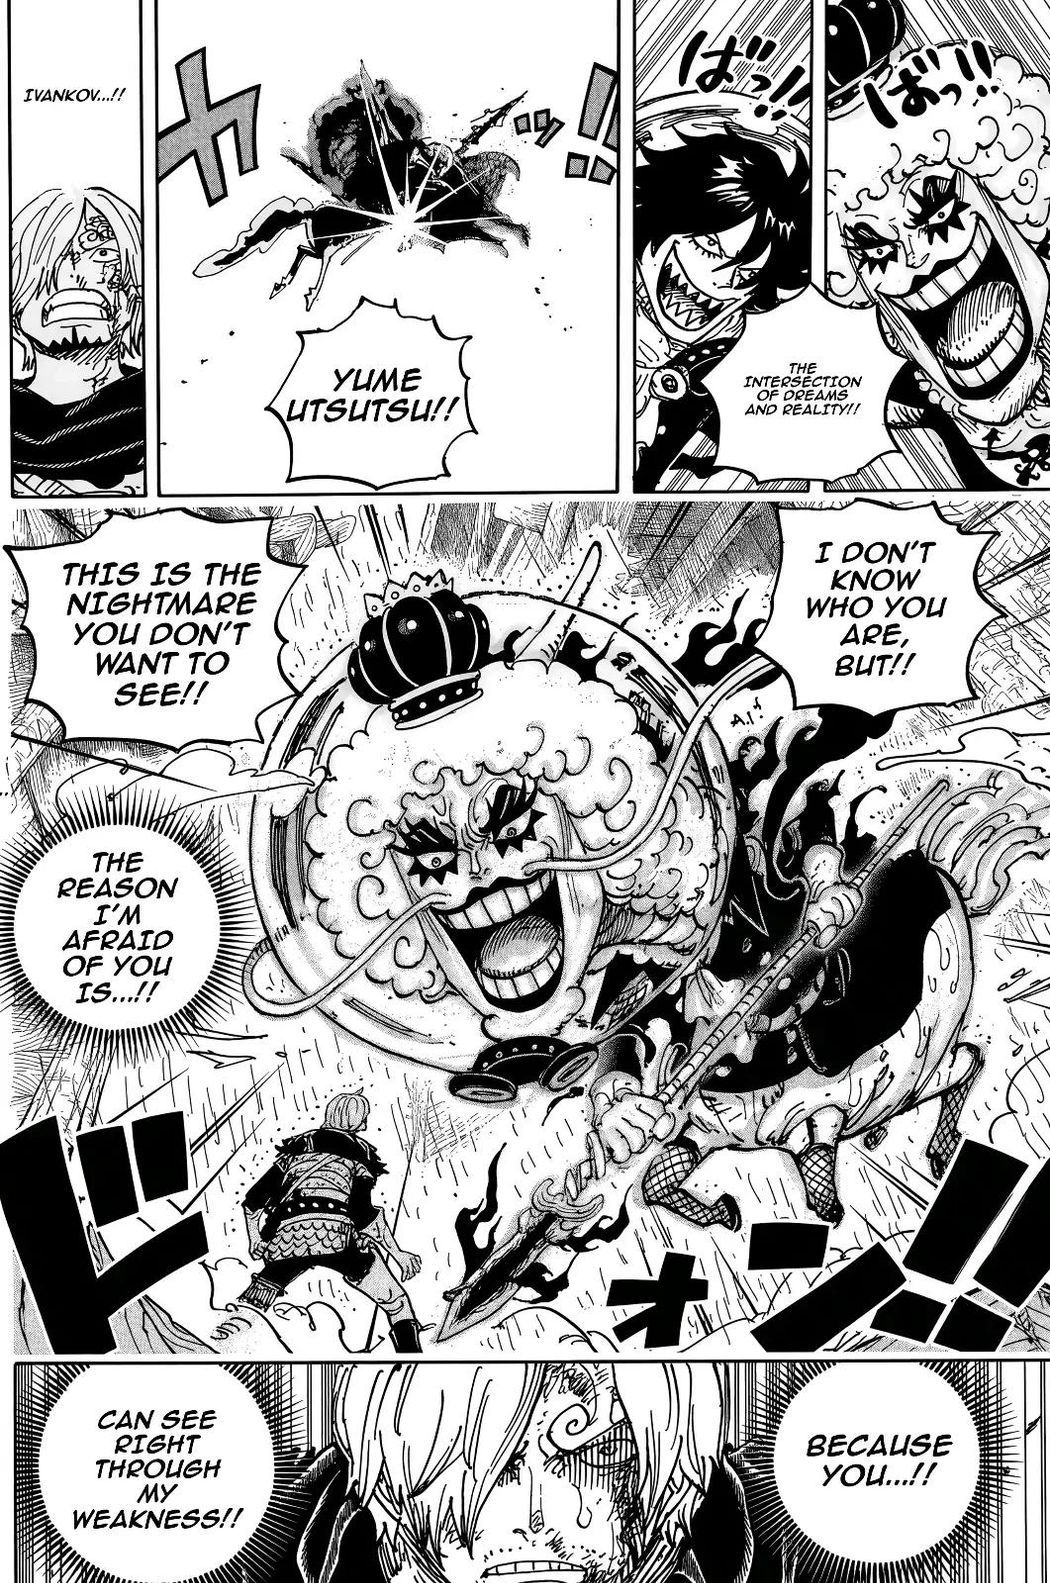 ばっ!!
ばっ!!
THE
INTERSECTION
OF DREAMS
AND REALITY!!
カッ!!
YUME
UTSUTSU!!
IVANKOV...!!
I DON'T
KNOW
WHO YOU
ARE,
BUT!!
THIS IS THE
NIGHTMARE
YOU DON'T
WANT TO
SEE!!
THE
REASON
I'M
AFRAID
OF YOU
IS...!!
ドォン!!
BECAUSE
YOU...!!
CAN SEE
RIGHT
THROUGH
MY
WEAKNESS!!